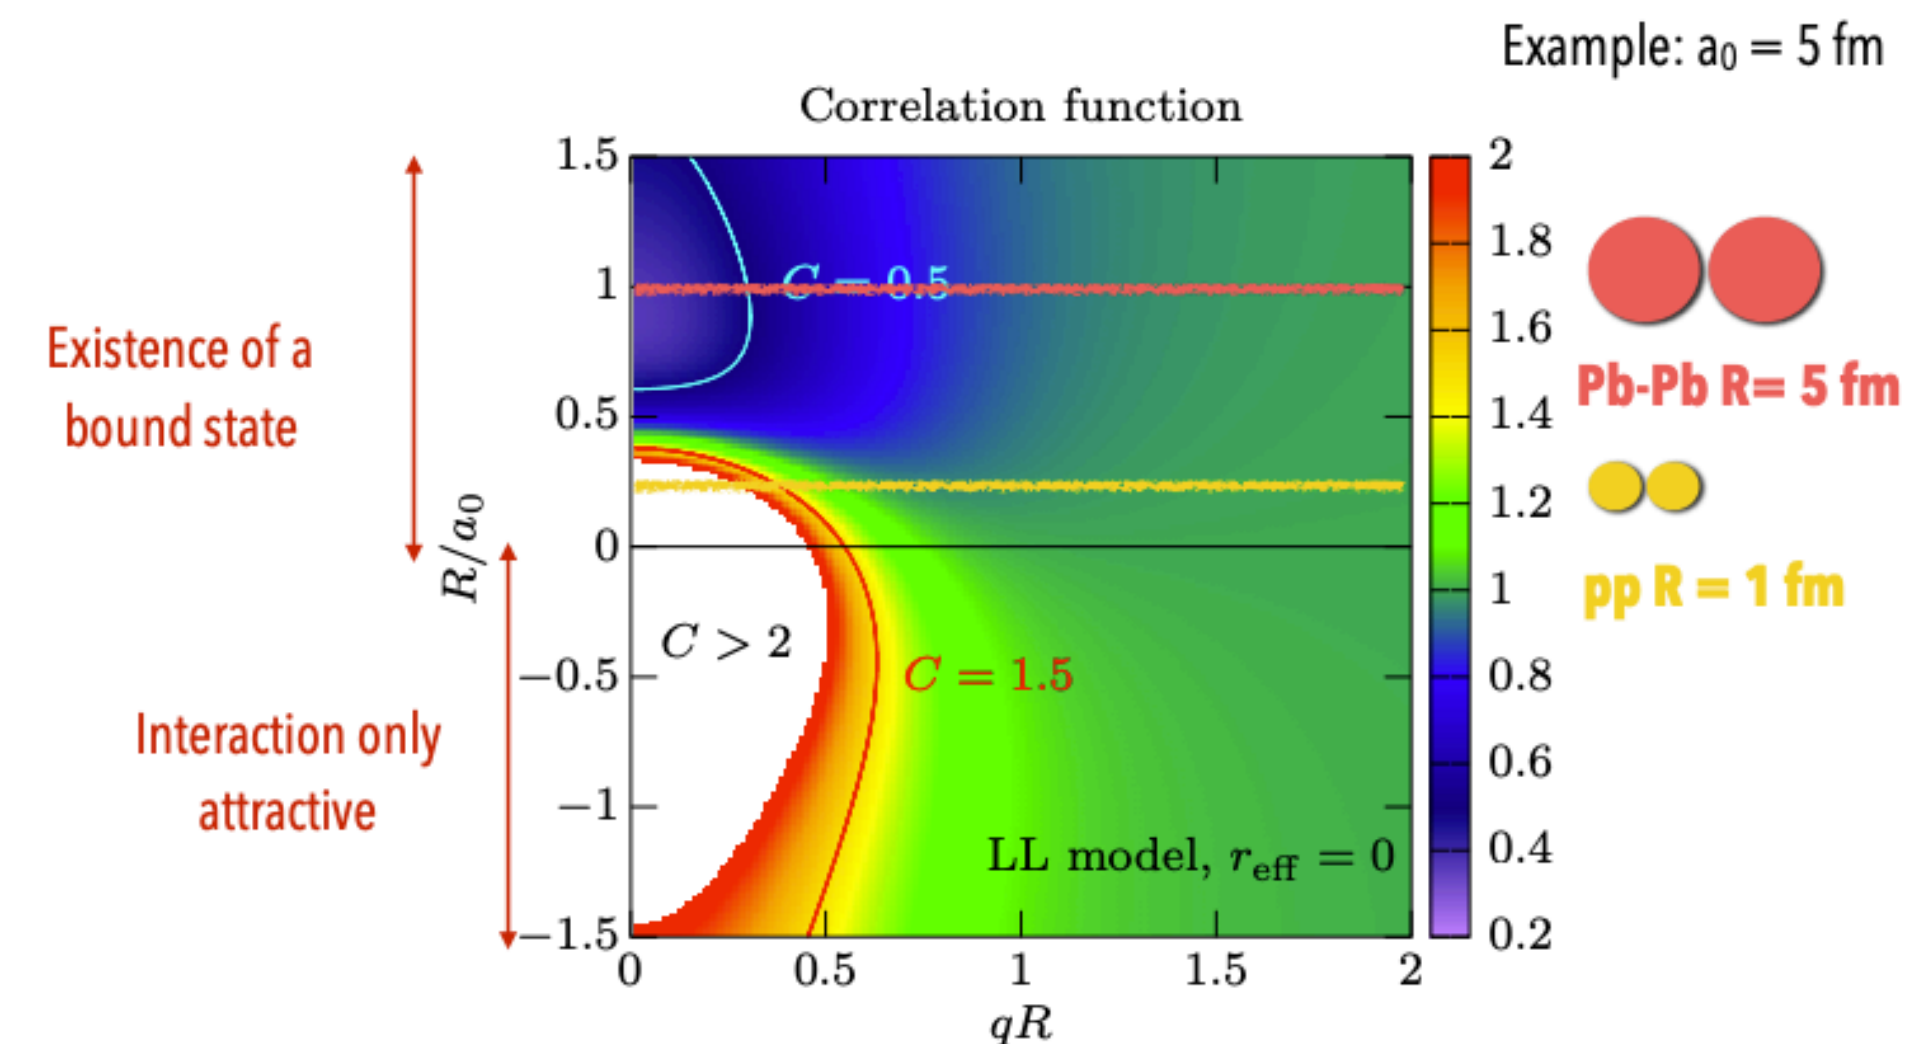 Example: a₀ = 5 fm
Correlation function
1.5
1
0.5
0
−0.5
−1
−1.5
R/a₀
0
0.5
1
1.5
2
qR
C = 0.5
C > 2
C = 1.5
LL model, r_eff = 0
2
1.8
1.6
1.4
1.2
1
0.8
0.6
0.4
0.2
Existence of a
bound state
Interaction only
attractive
Pb-Pb R= 5 fm
pp R = 1 fm